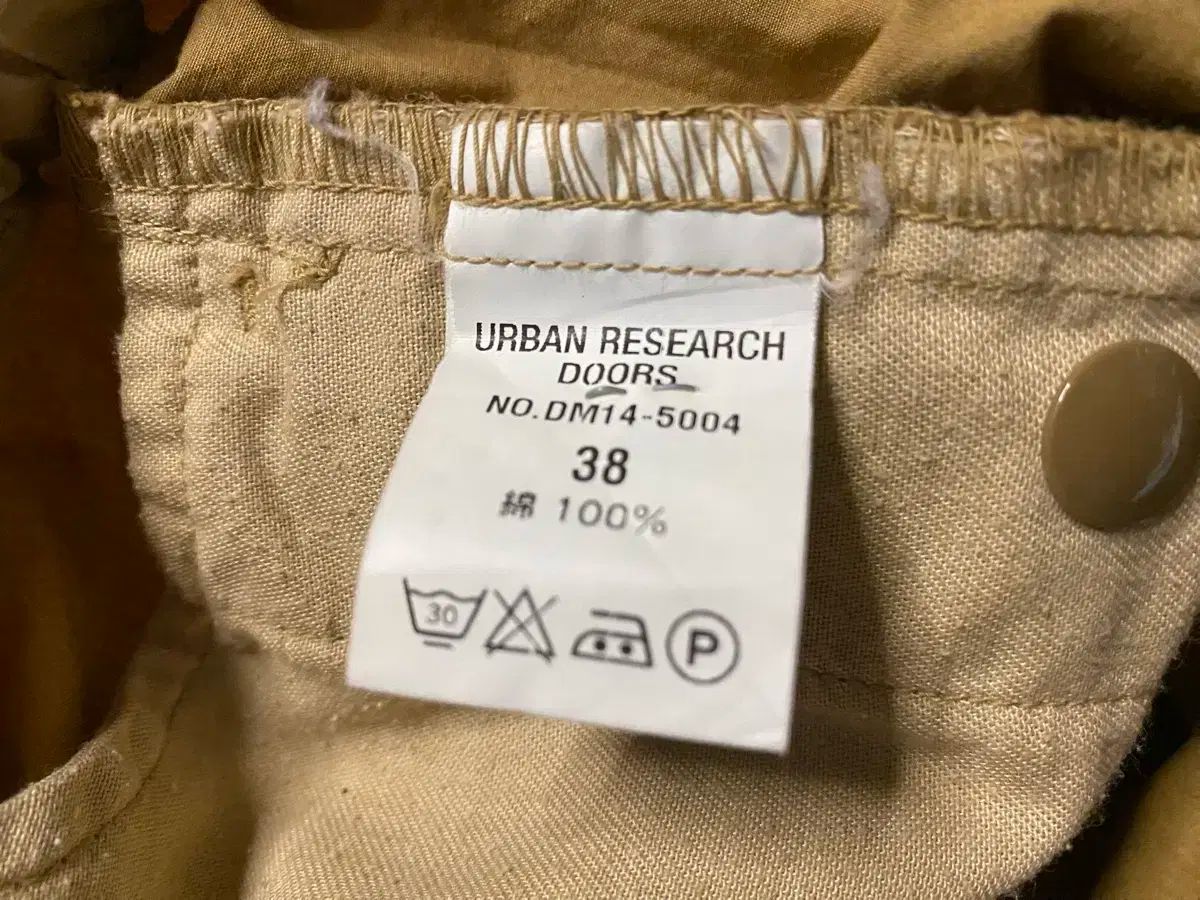 URBAN RESEARCH
DOORS
NO.DM14-5004
38
綿 100%
30 P